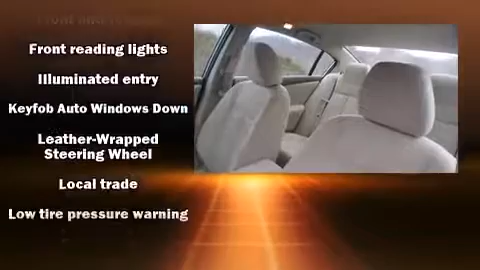 Front reading lights
Illuminated entry
Keyfob Auto Windows Down
Leather-Wrapped
Steering Wheel
Local trade
Low tire pressure warning